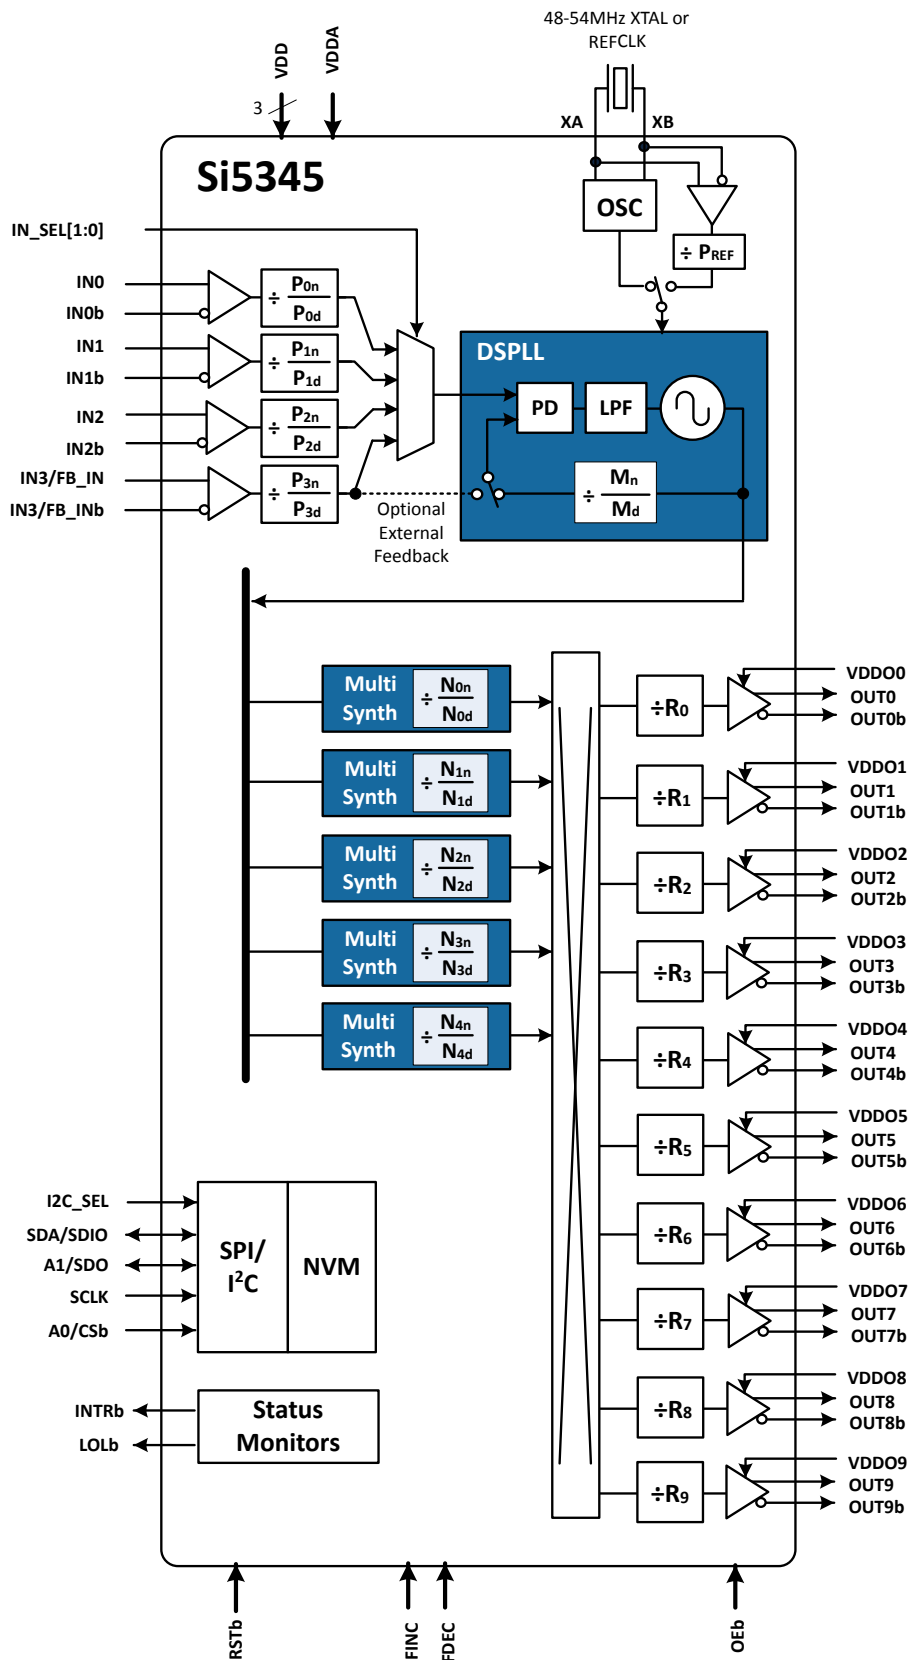 48-54MHz XTAL or
REFCLK
VDD
VDDA
3
XA
XB
Si5345
OSC
÷ PREF
IN_SEL[1:0]
IN0
IN0b
÷ P0n
P0d
IN1
IN1b
÷ P1n
P1d
IN2
IN2b
÷ P2n
P2d
IN3/FB_IN
IN3/FB_INb
÷ P3n
P3d
DSPLL
PD
LPF
÷ Mn
Md
Optional
External
Feedback
Multi
Synth
÷ N0n
N0d
Multi
Synth
÷ N1n
N1d
Multi
Synth
÷ N2n
N2d
Multi
Synth
÷ N3n
N3d
Multi
Synth
÷ N4n
N4d
÷R0
VDDO0
OUT0
OUT0b
÷R1
VDDO1
OUT1
OUT1b
÷R2
VDDO2
OUT2
OUT2b
÷R3
VDDO3
OUT3
OUT3b
÷R4
VDDO4
OUT4
OUT4b
÷R5
VDDO5
OUT5
OUT5b
÷R6
VDDO6
OUT6
OUT6b
÷R7
VDDO7
OUT7
OUT7b
÷R8
VDDO8
OUT8
OUT8b
÷R9
VDDO9
OUT9
OUT9b
I2C_SEL
SDA/SDIO
A1/SDO
SCLK
A0/CSb
SPI/
I²C
NVM
INTRb
LOLb
Status
Monitors
RSTb
FINC
FDEC
OEb